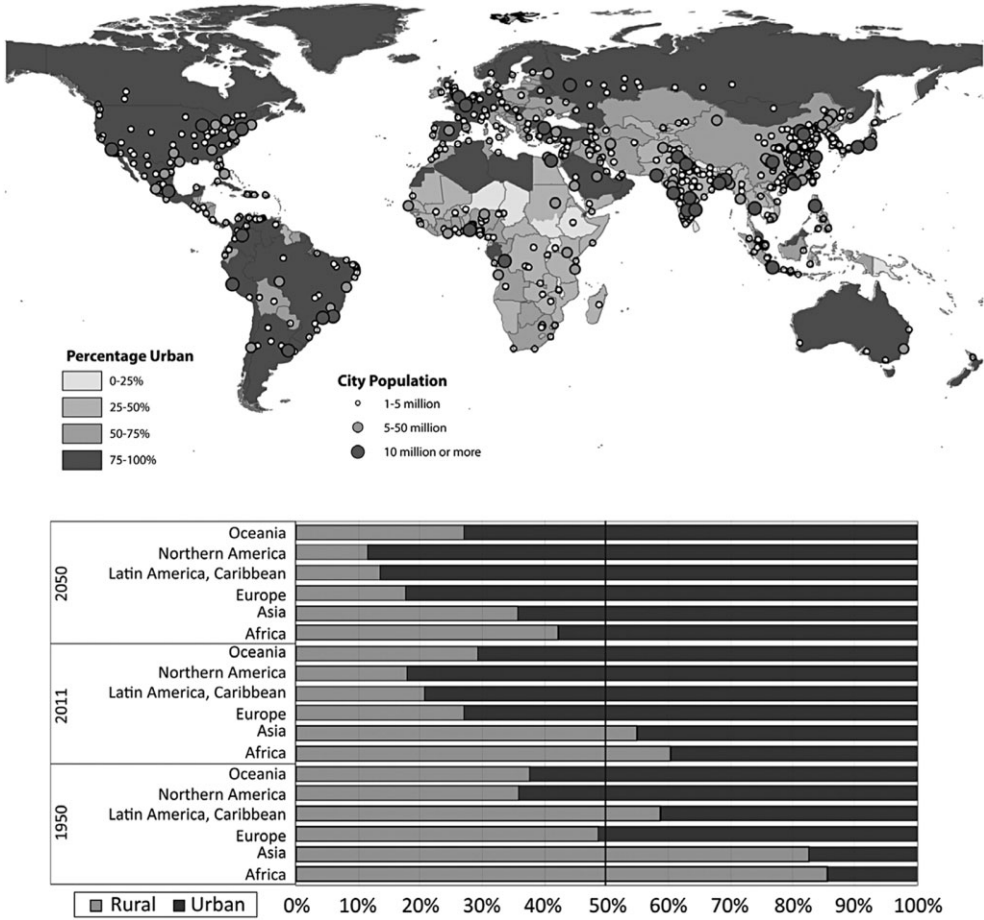 Percentage Urban
0-25%
25-50%
50-75%
75-100%
City Population
1-5 million
5-50 million
10 million or more
2050
Oceania
Northern America
Latin America, Caribbean
Europe
Asia
Africa
2011
Oceania
Northern America
Latin America, Caribbean
Europe
Asia
Africa
1950
Oceania
Northern America
Latin America, Caribbean
Europe
Asia
Africa
Rural Urban
0% 10% 20% 30% 40% 50% 60% 70% 80% 90% 100%